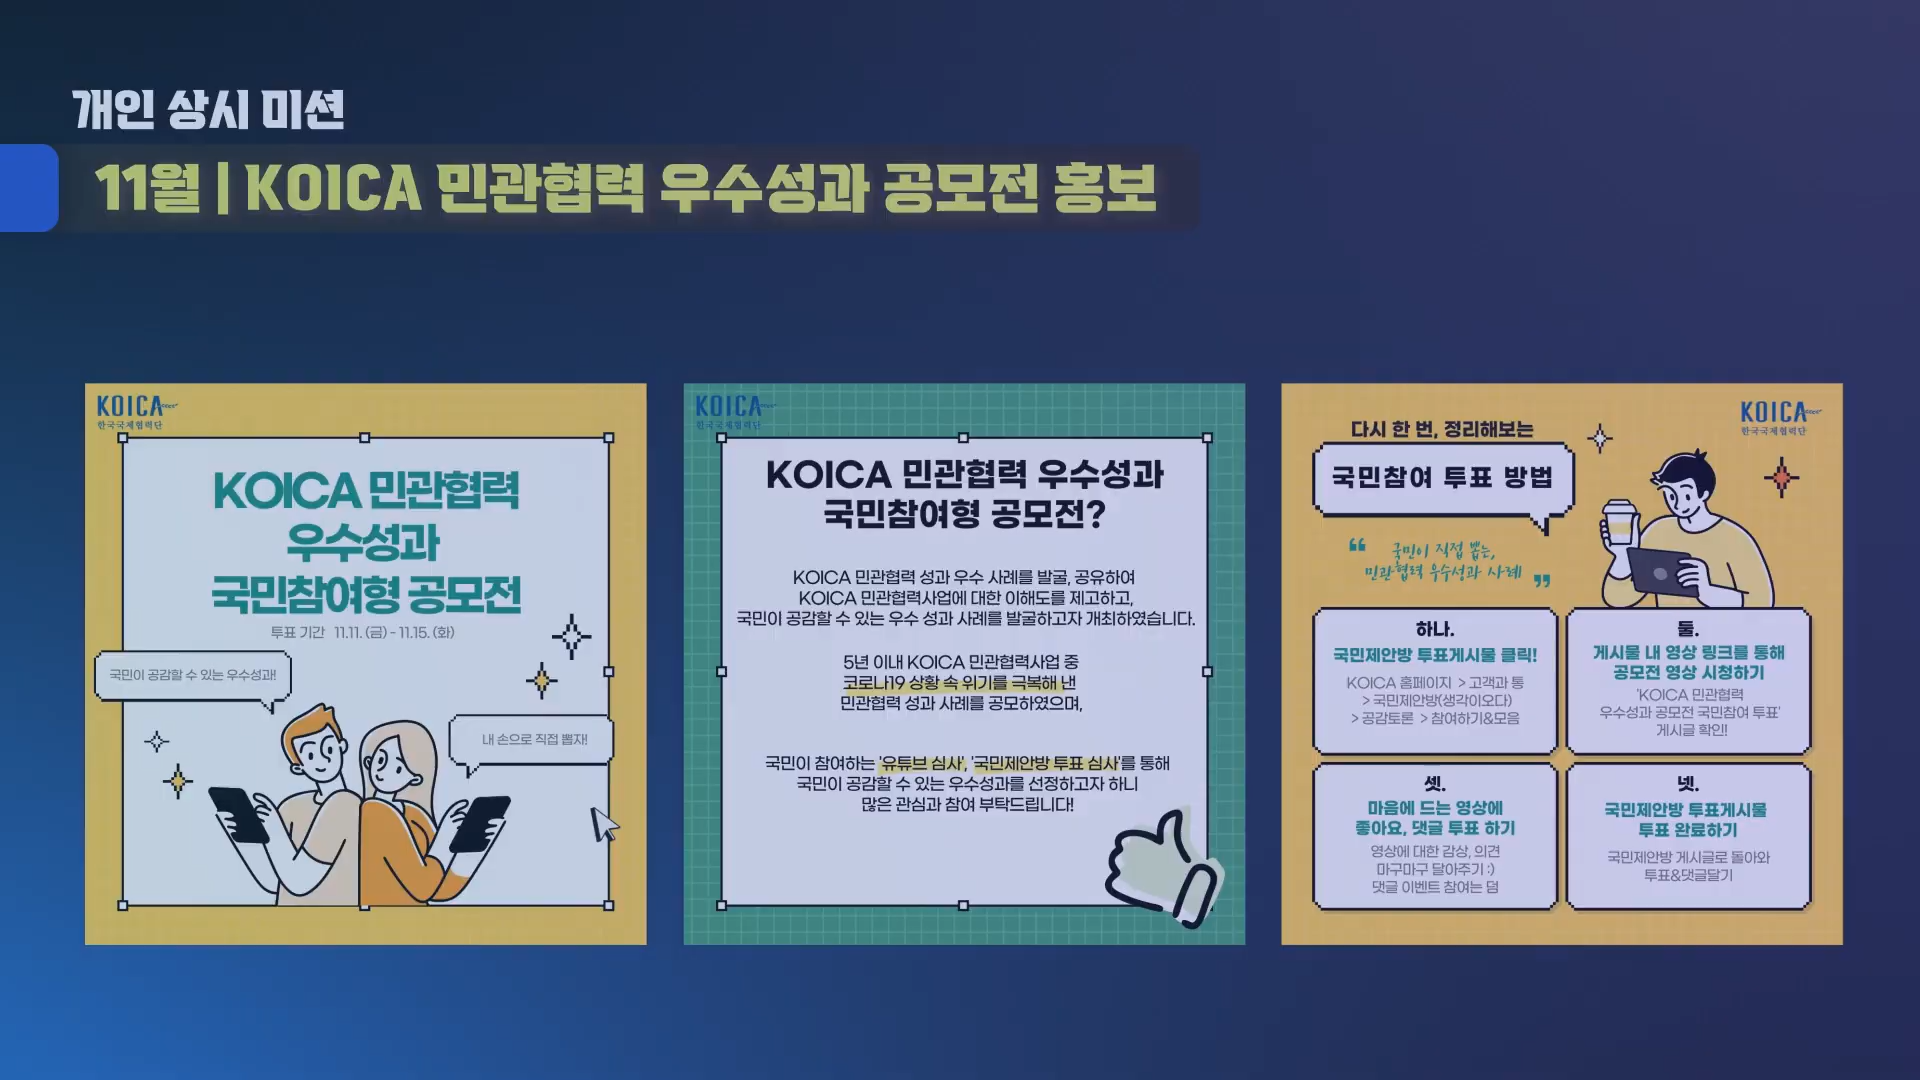 개인 상시 미션
11월 | KOICA 민관협력 우수성과 공모전 홍보
KOICA
한국국제협력단
KOICA 민관협력
우수성과
국민참여형 공모전
투표 기간 11.11. (금) - 11.15. (화)
국민이 공감할 수 있는 우수성과!
내 손으로 직접 뽑자!
KOICA
한국국제협력단
KOICA 민관협력 우수성과
국민참여형 공모전?
KOICA 민관협력 성과 우수 사례를 발굴, 공유하여
KOICA 민관협력사업에 대한 이해도를 제고하고,
국민이 공감할 수 있는 우수 성과 사례를 발굴하고자 개최하였습니다.
5년 이내 KOICA 민관협력사업 중
코로나19 상황 속 위기를 극복해 낸
민관협력 성과 사례를 공모하였으며,
국민이 참여하는 '유튜브 심사', '국민제안방 투표 심사'를 통해
국민이 공감할 수 있는 우수성과를 선정하고자 하니
많은 관심과 참여 부탁드립니다!
KOICA
한국국제협력단
다시 한 번, 정리해보는
국민참여 투표 방법
“ 국민이 직접 뽑는,
민관협력 우수성과 사례 ”
하나.
국민제안방 투표게시물 클릭!
KOICA 홈페이지 > 고객과 통
> 국민제안방(생각이오다)
> 공감토론 > 참여하기&모음
둘.
게시물 내 영상 링크를 통해
공모전 영상 시청하기
'KOICA 민관협력
우수성과 공모전 국민참여 투표'
게시글 확인!
셋.
마음에 드는 영상에
좋아요, 댓글 투표 하기
영상에 대한 감상, 의견
마구마구 달아주기 :)
댓글 이벤트 참여는 덤
넷.
국민제안방 투표게시물
투표 완료하기
국민제안방 게시글로 돌아와
투표&댓글달기